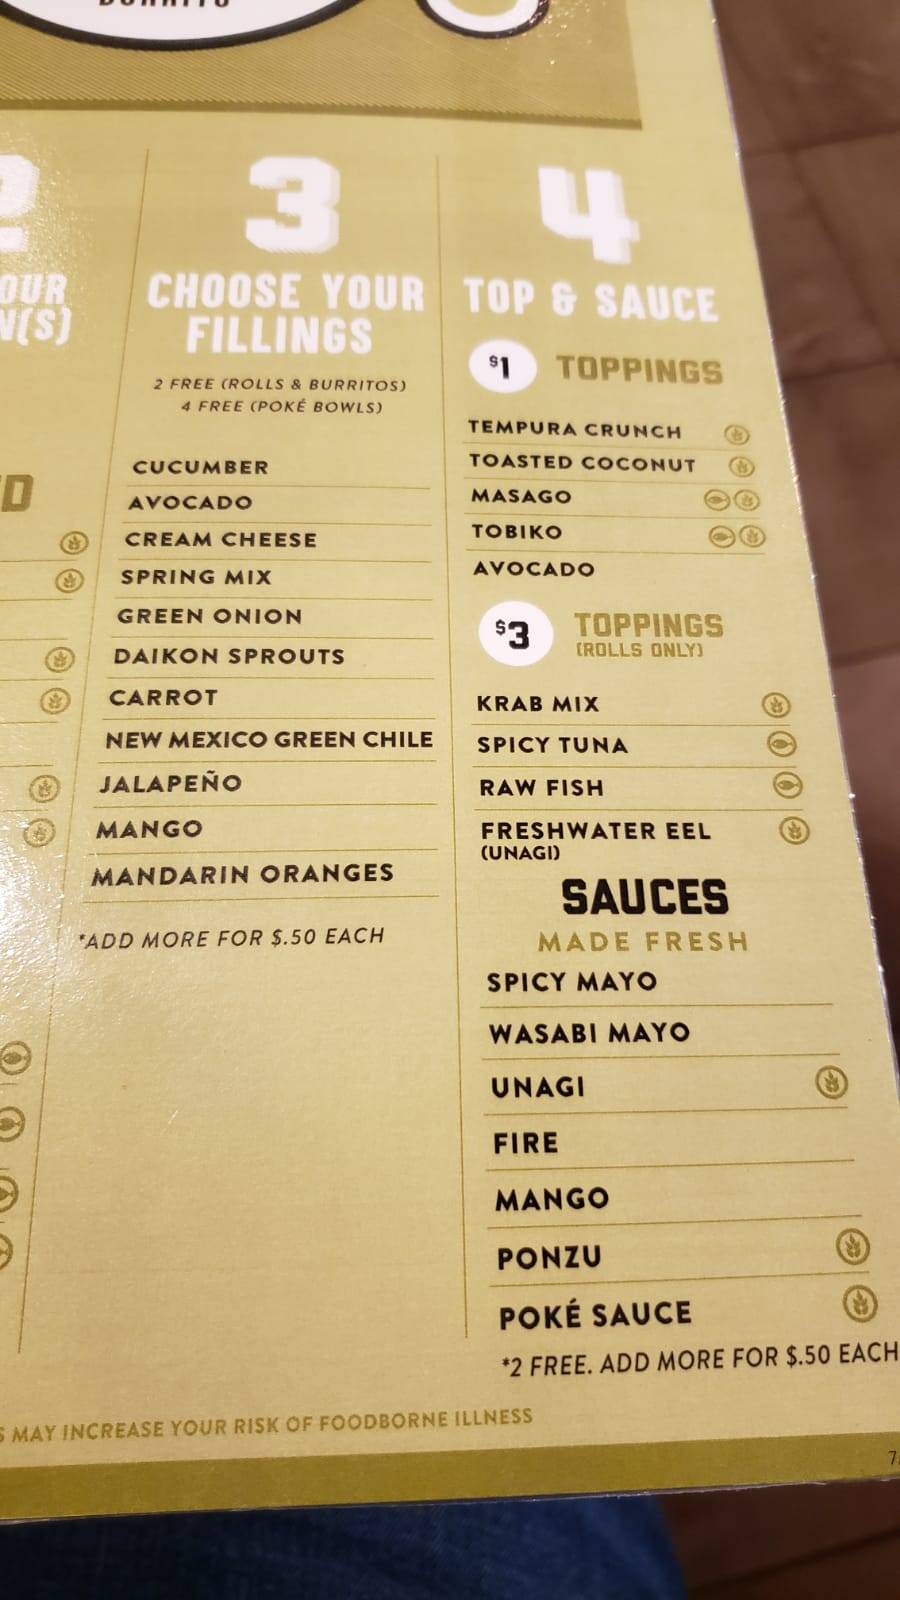 BURRITO
2
OUR
N(S)
D
3
CHOOSE YOUR
FILLINGS
2 FREE (ROLLS & BURRITOS)
4 FREE (POKÉ BOWLS)
CUCUMBER
AVOCADO
CREAM CHEESE
SPRING MIX
GREEN ONION
DAIKON SPROUTS
CARROT
NEW MEXICO GREEN CHILE
JALAPEÑO
MANGO
MANDARIN ORANGES
*ADD MORE FOR $.50 EACH
4
TOP & SAUCE
$1 TOPPINGS
TEMPURA CRUNCH
TOASTED COCONUT
MASAGO
TOBIKO
AVOCADO
$3 TOPPINGS
(ROLLS ONLY)
KRAB MIX
SPICY TUNA
RAW FISH
FRESHWATER EEL
(UNAGI)
SAUCES
MADE FRESH
SPICY MAYO
WASABI MAYO
UNAGI
FIRE
MANGO
PONZU
POKÉ SAUCE
*2 FREE. ADD MORE FOR $.50 EACH
S MAY INCREASE YOUR RISK OF FOODBORNE ILLNESS
7/